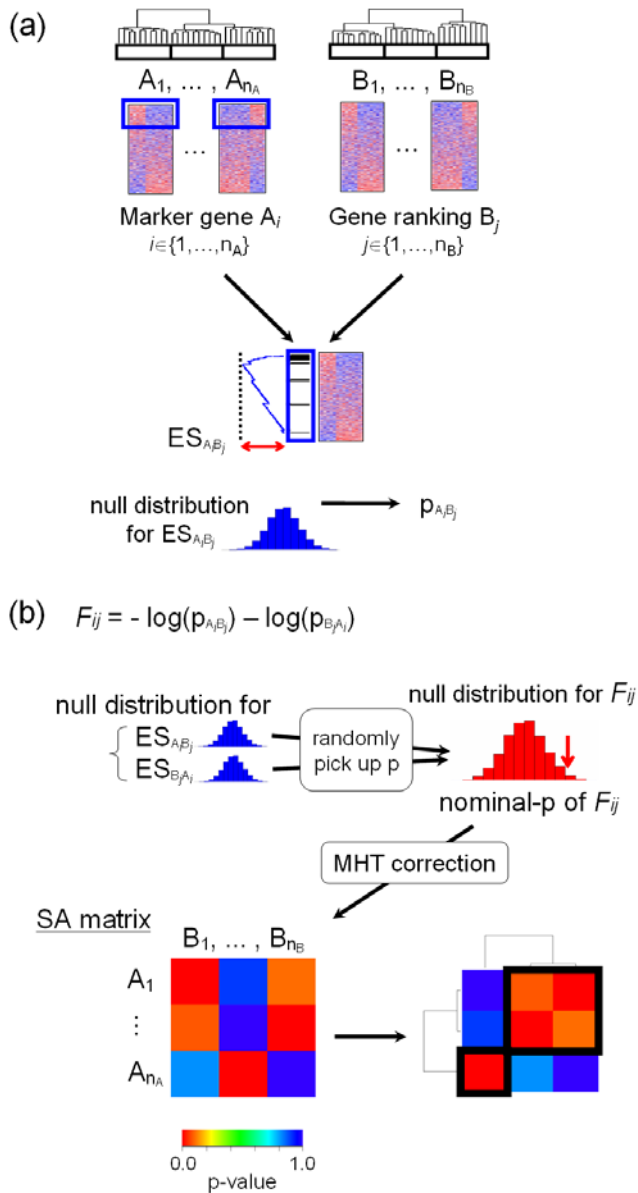 (a)
A1, … , AnA
B1, … , BnB
…
…
Marker gene Ai
Gene ranking Bj
i∈{1,…,nA}
j∈{1,…,nB}
ESAiBj
null distribution
for ESAiBj
pAiBj
(b)
Fij = - log(pAiBj) – log(pBjAi)
null distribution for
ESAiBj
ESBjAi
randomly
pick up p
null distribution for Fij
nominal-p of Fij
MHT correction
SA matrix
B1, … , BnB
A1
⋮
AnA
0.0
1.0
p-value